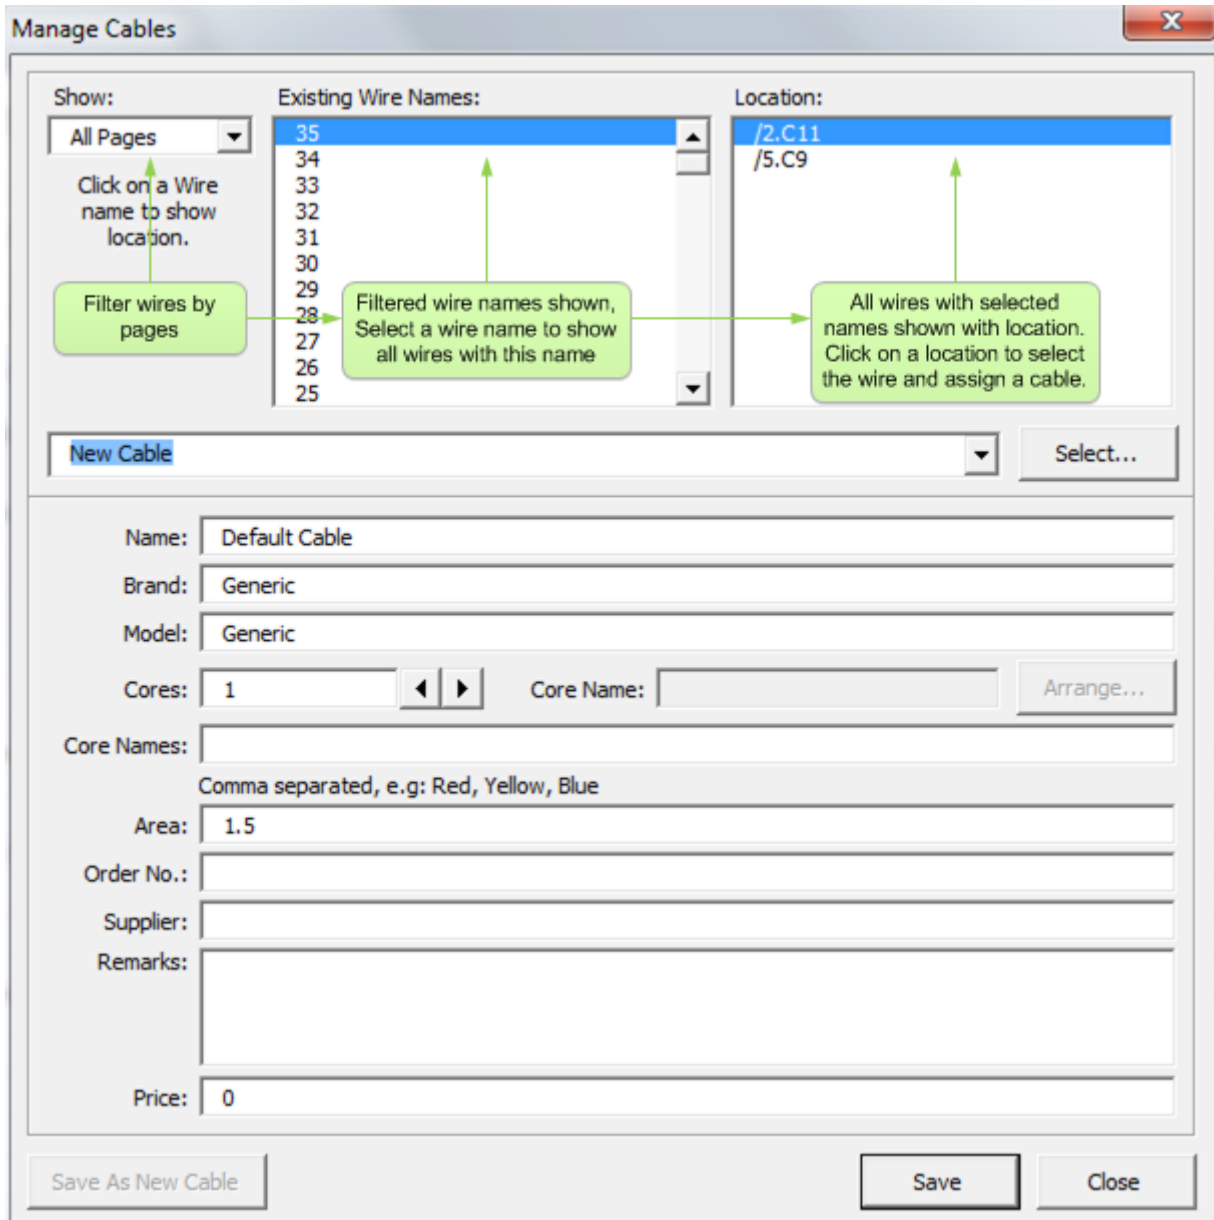 Manage Cables
X
Show:
Existing Wire Names:
Location:
All Pages
Click on a Wire
name to show
location.
35
34
33
32
31
30
29
28
27
26
25
/2.C11
/5.C9
Filter wires by
pages
Filtered wire names shown,
Select a wire name to show
all wires with this name
All wires with selected
names shown with location.
Click on a location to select
the wire and assign a cable.
New Cable
Select...
Name: Default Cable
Brand: Generic
Model: Generic
Cores: 1
Core Name:
Arrange...
Core Names:
Comma separated, e.g: Red, Yellow, Blue
Area: 1.5
Order No.:
Supplier:
Remarks:
Price: 0
Save As New Cable
Save
Close